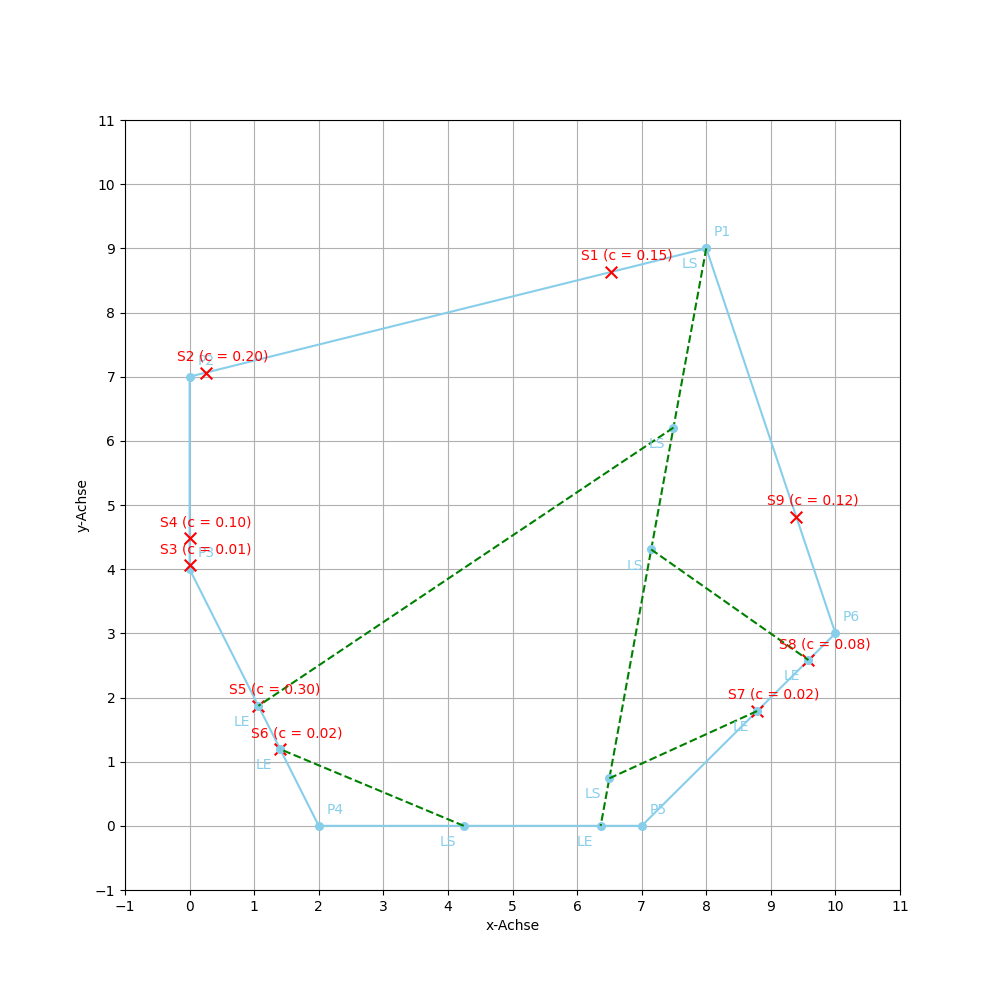 11
10
9
8
7
6
5
4
3
2
1
0
−1
y-Achse
P1
S1 (c = 0.15)
LS
S2 (c = 0.20)
P2
LS
S9 (c = 0.12)
S4 (c = 0.10)
S3 (c = 0.01)
P3
LS
P6
S8 (c = 0.08)
LE
S5 (c = 0.30)
S7 (c = 0.02)
LE
LE
S6 (c = 0.02)
LE
LS
P4
P5
LS
LE
−1 0 1 2 3 4 5 6 7 8 9 10 11
x-Achse